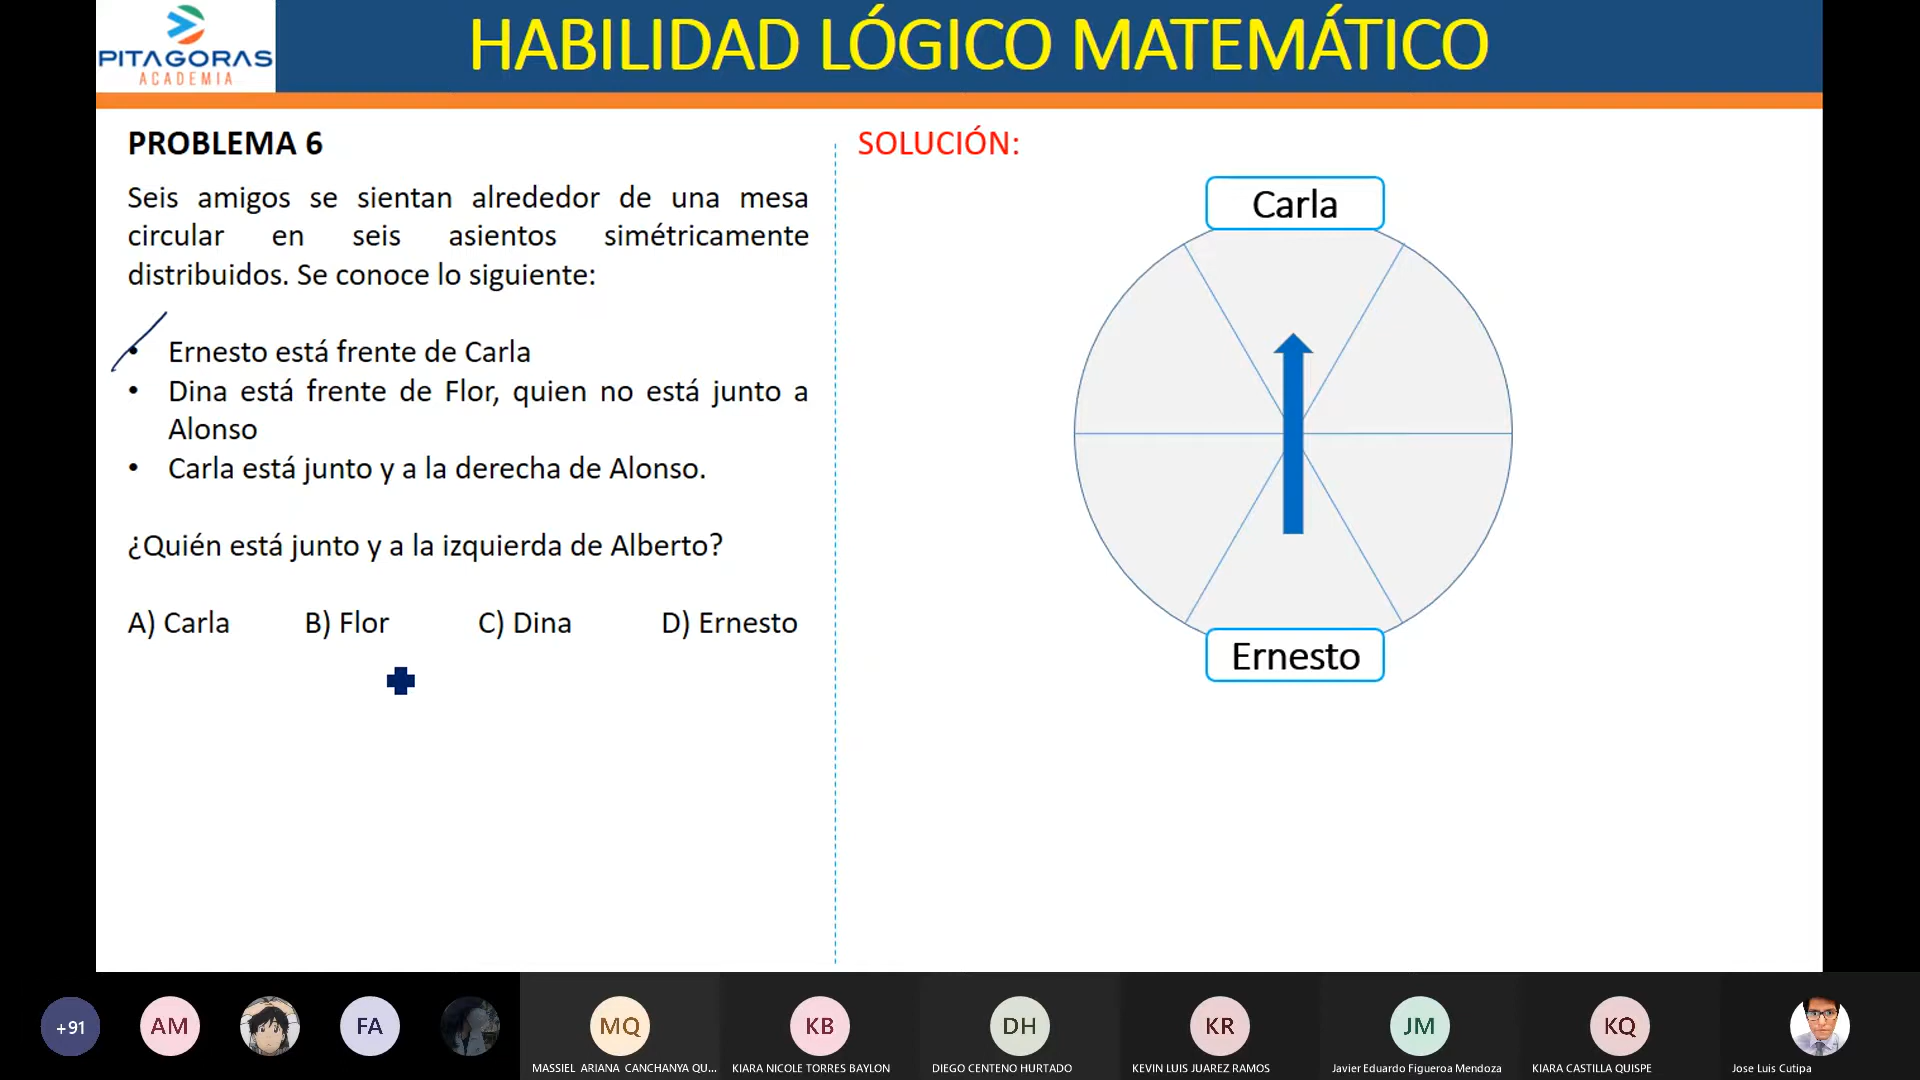 PITAGORAS
ACADEMIA
HABILIDAD LÓGICO MATEMÁTICO
PROBLEMA 6
Seis amigos se sientan alrededor de una mesa
circular en seis asientos simétricamente
distribuidos. Se conoce lo siguiente:
• Ernesto está frente de Carla
• Dina está frente de Flor, quien no está junto a
Alonso
• Carla está junto y a la derecha de Alonso.
¿Quién está junto y a la izquierda de Alberto?
A) Carla B) Flor C) Dina D) Ernesto
SOLUCIÓN:
Carla
Ernesto
+91
AM
FA
MQ
KB
DH
KR
JM
KQ
MASSIEL ARIANA CANCHANYA QU...
KIARA NICOLE TORRES BAYLON
DIEGO CENTENO HURTADO
KEVIN LUIS JUAREZ RAMOS
Javier Eduardo Figueroa Mendoza
KIARA CASTILLA QUISPE
Jose Luis Cutipa